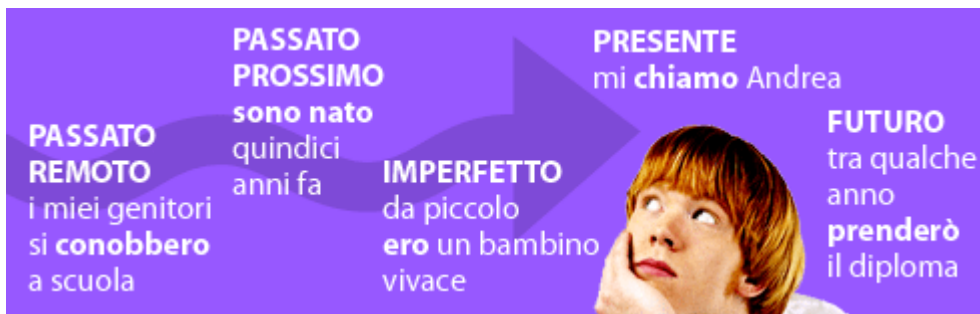 PASSATO
REMOTO
i miei genitori
si conobbero
a scuola
PASSATO
PROSSIMO
sono nato
quindici
anni fa
IMPERFETTO
da piccolo
ero un bambino
vivace
PRESENTE
mi chiamo Andrea
FUTURO
tra qualche
anno
prenderò
il diploma